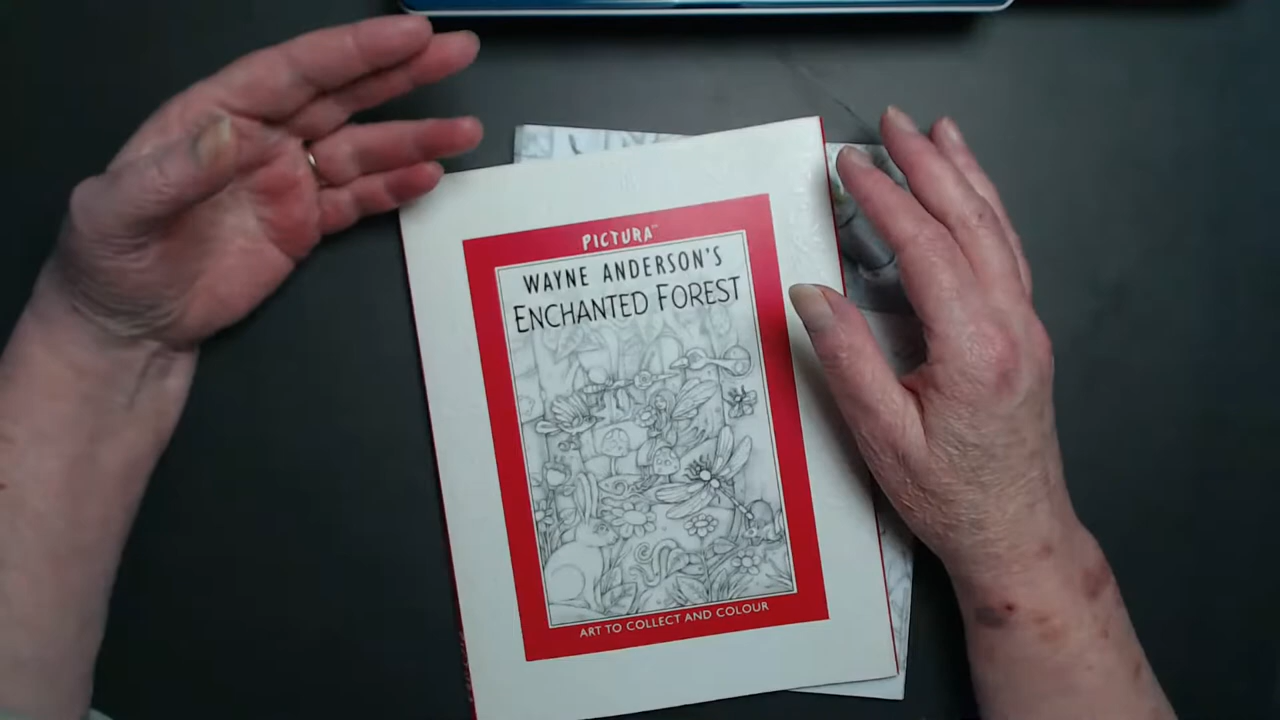 PICTURA™
WAYNE ANDERSON'S
ENCHANTED FOREST
ART TO COLLECT AND COLOUR